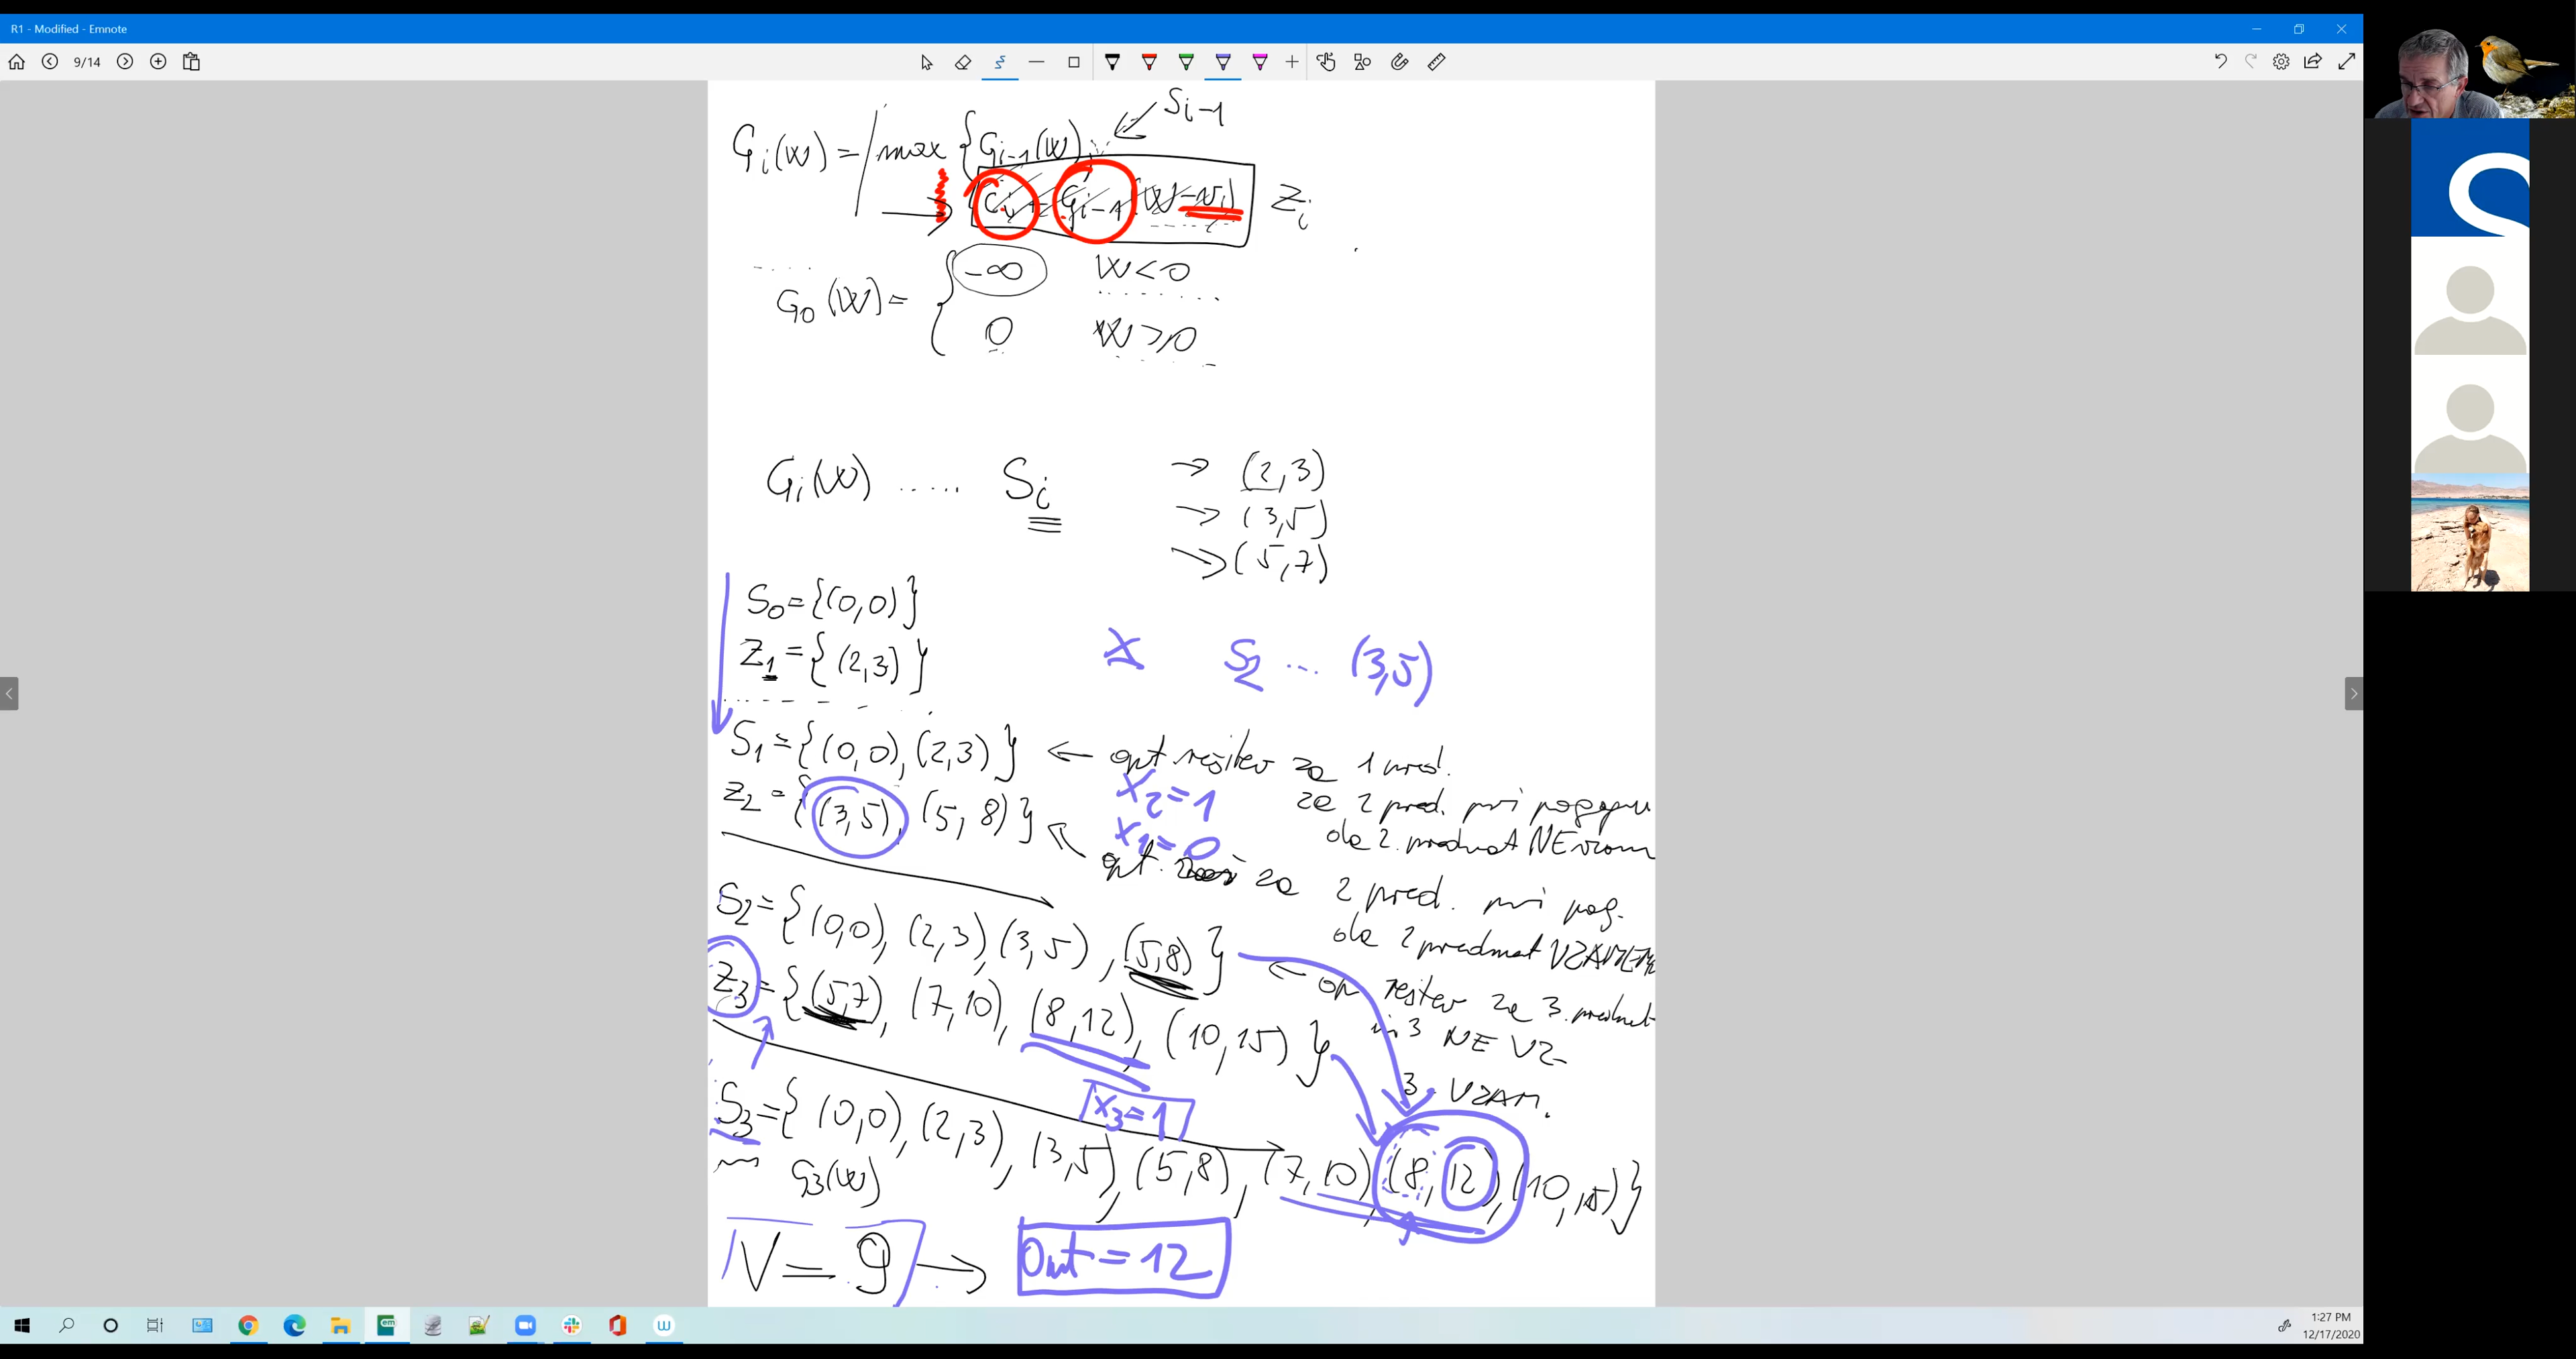 R1 - Modified - Emnote
9/14
S_{i-1}
G_i(W) = max { G_{i-1}(W),
C_i + G_{i-1}(W - v_i) Z_i
-∞ W < 0
G_0(W) =
0 W ≥ 0
G_i(W) ..... S_i
→ (2,3)
→ (3,5)
→ (5,7)
S_0 = {(0,0)}
Z_1 = {(2,3)}
X S_2 ... (3,5)
S_1 = {(0,0), (2,3)} ← opt rešitev za 1 pred.
X_2 = 1
za 2 pred. pri pogoju
Z_2 = {(3,5), (5,8)}
X_1 = 0
da 2. predmet NE
opt. za 2 pred. pri pog.
S_2 = {(0,0), (2,3), (3,5), (5,8)}
da 2 predmet VZAMEM
Z_3 = {(5,7), (7,10), (8,12), (10,15)}
← op rešitev za 3. predmet
in 3 NE VZ
3. VZAM.
X_3 = 1
S_3 = {(0,0), (2,3), (3,5), (5,8), (7,10), (8,12), (10,15)}
G_3(W)
V = 9 → Out = 12
1:27 PM
12/17/2020